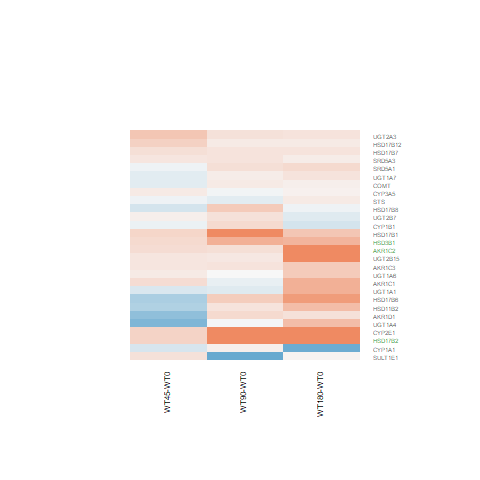 UGT2A3
HSD17B12
HSD17B7
SRD5A3
SRD5A1
UGT1A7
COMT
CYP3A5
STS
HSD17B8
UGT2B7
CYP1B1
HSD17B1
HSD3B1
AKR1C2
UGT2B15
AKR1C3
UGT1A6
AKR1C1
UGT1A1
HSD17B6
HSD11B2
AKR1D1
UGT1A4
CYP2E1
HSD17B2
CYP1A1
SULT1E1
WT45-WT0
WT90-WT0
WT180-WT0